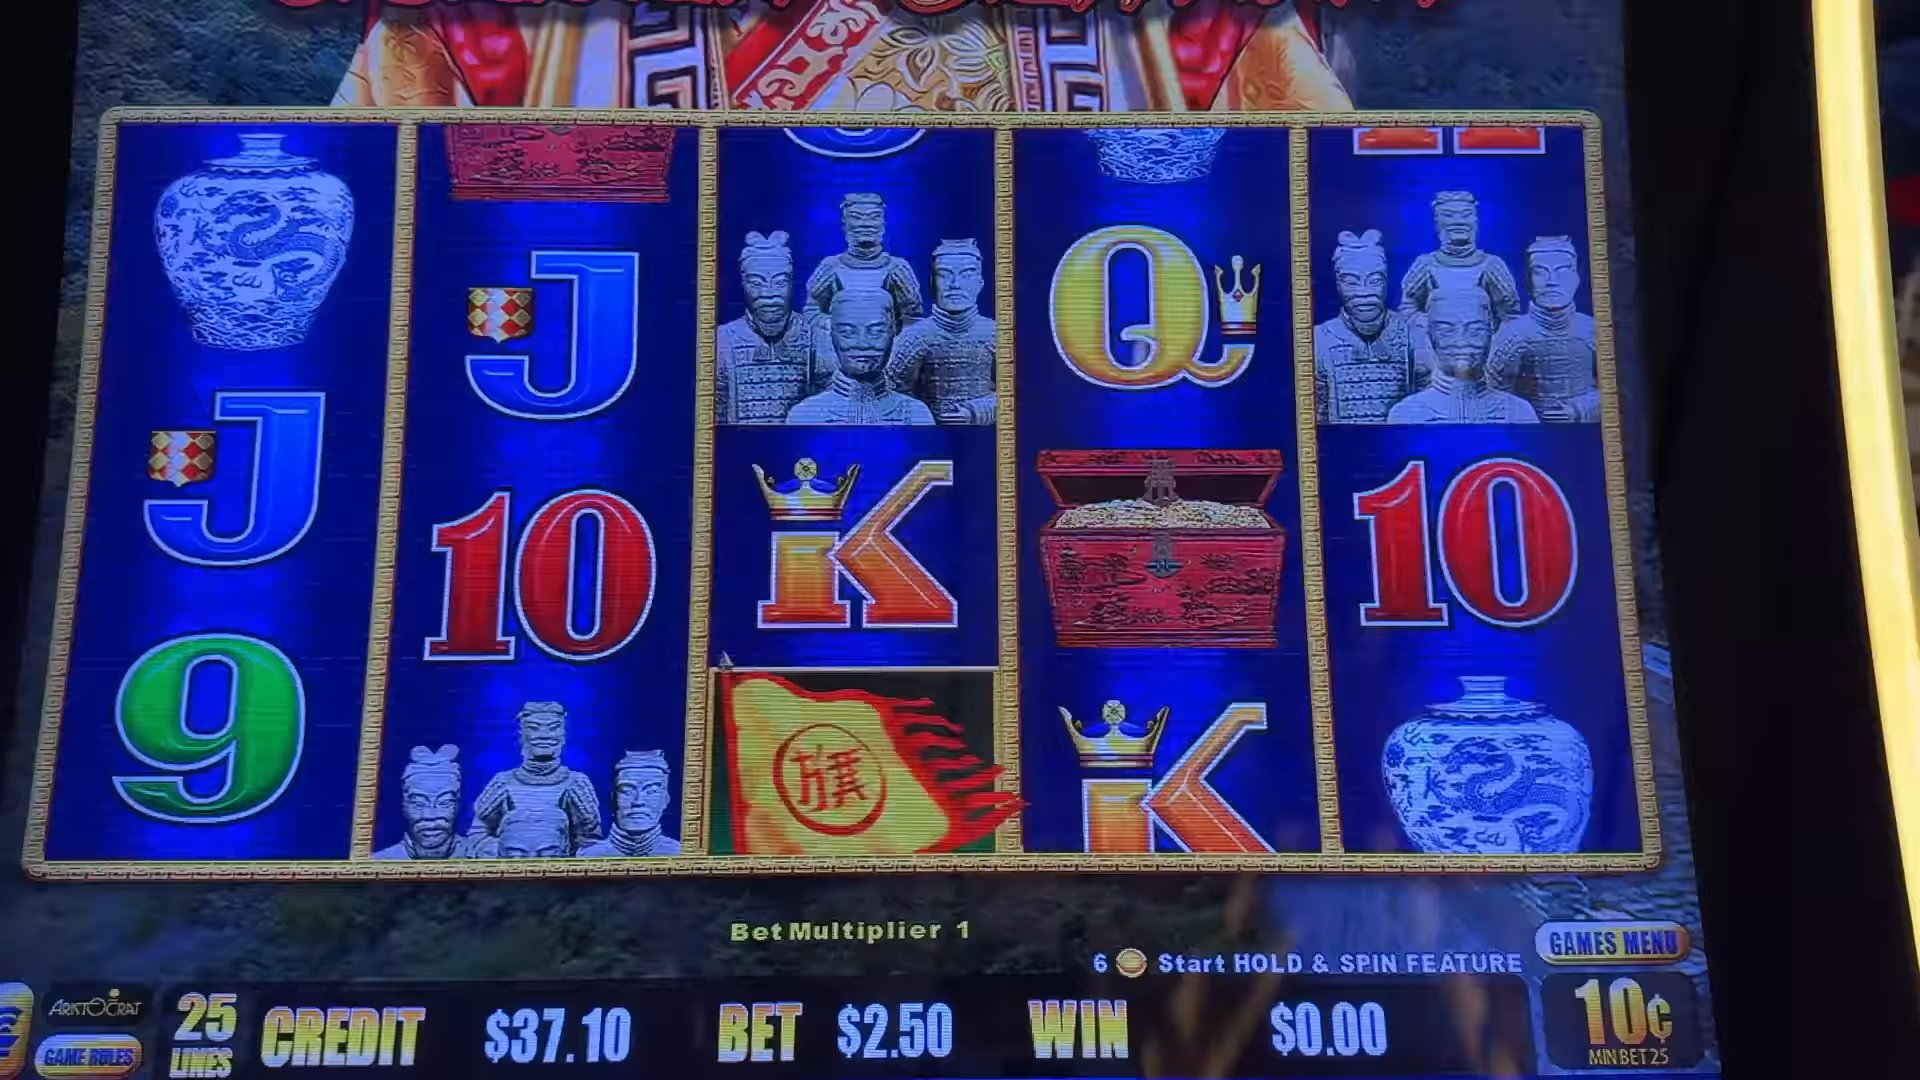 J
Q
J
10
K
10
9
旗
K
Bet Multiplier 1
6 Start HOLD & SPIN FEATURE
GAMES MENU
ARISTOCRAT
GAME RULES
25
LINES
CREDIT $37.10
BET $2.50
WIN $0.00
10¢
MIN BET 25